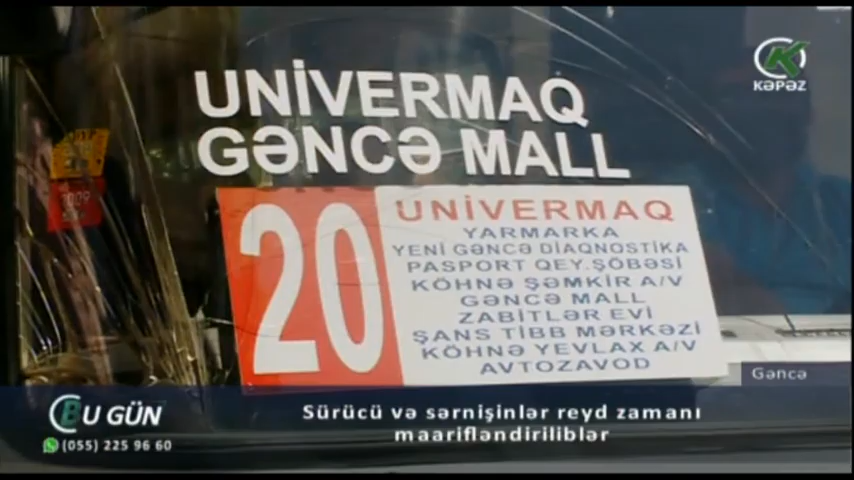 UNİVERMAQ
GƏNCƏ MALL
KƏPƏZ
2009
20
UNİVERMAQ
YARMARKA
YENİ GƏNCƏ DİAQNOSTİKA
PASPORT QEY.ŞÖBƏSİ
KÖHNƏ ŞƏMKİR A/V
GƏNCƏ MALL
ZABİTLƏR EVİ
ŞANS TİBB MƏRKƏZİ
KÖHNƏ YEVLAX A/V
AVTOZAVOD
Gəncə
BU GÜN
(055) 225 96 60
Sürücü və sərnişinlər reyd zamanı
maarifləndiriliblər